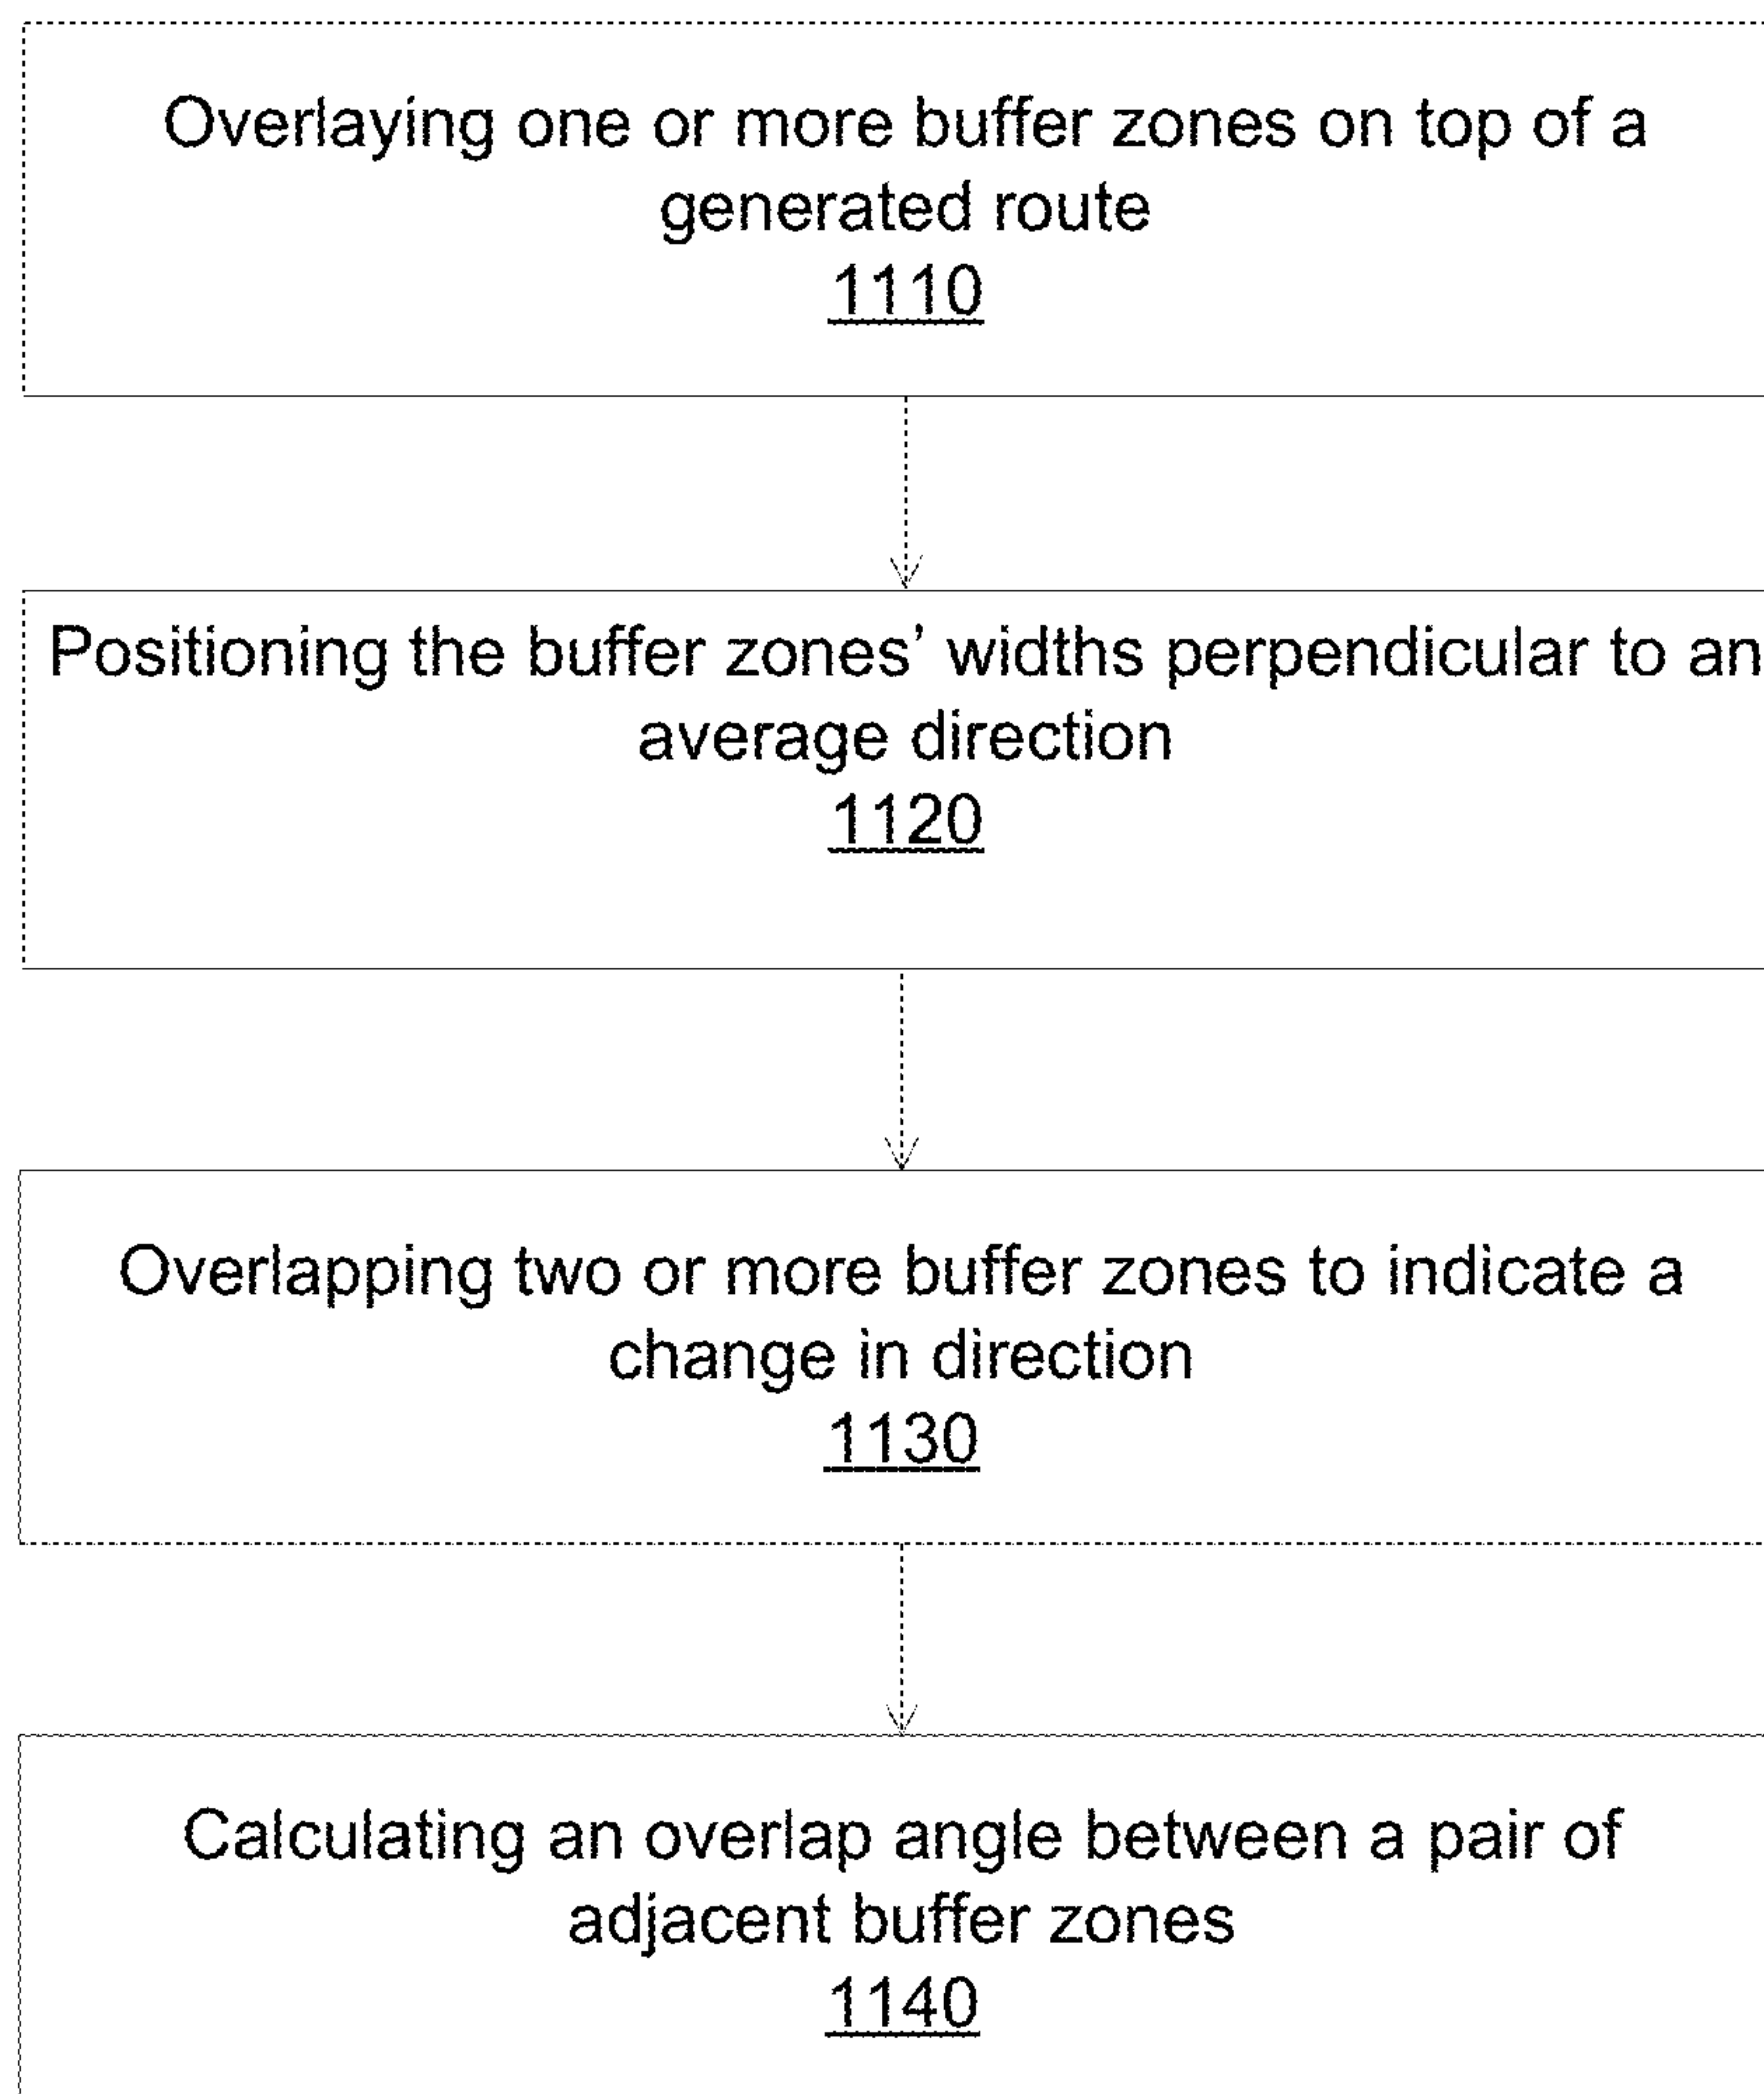 Overlaying one or more buffer zones on top of a
generated route
1110
Positioning the buffer zones’ widths perpendicular to an
average direction
1120
Overlapping two or more buffer zones to indicate a
change in direction
1130
Calculating an overlap angle between a pair of
adjacent buffer zones
1140